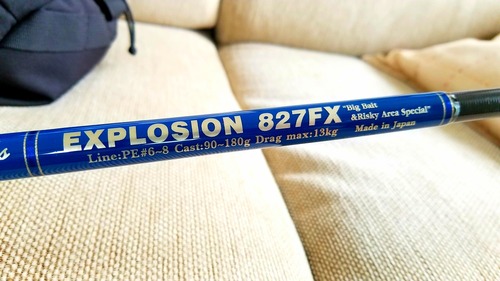 EXPLOSION 827FX
"Big Bait
&Risky Area Special"
Line:PE#6~8 Cast:90~180g Drag max:13kg
Made in Japan